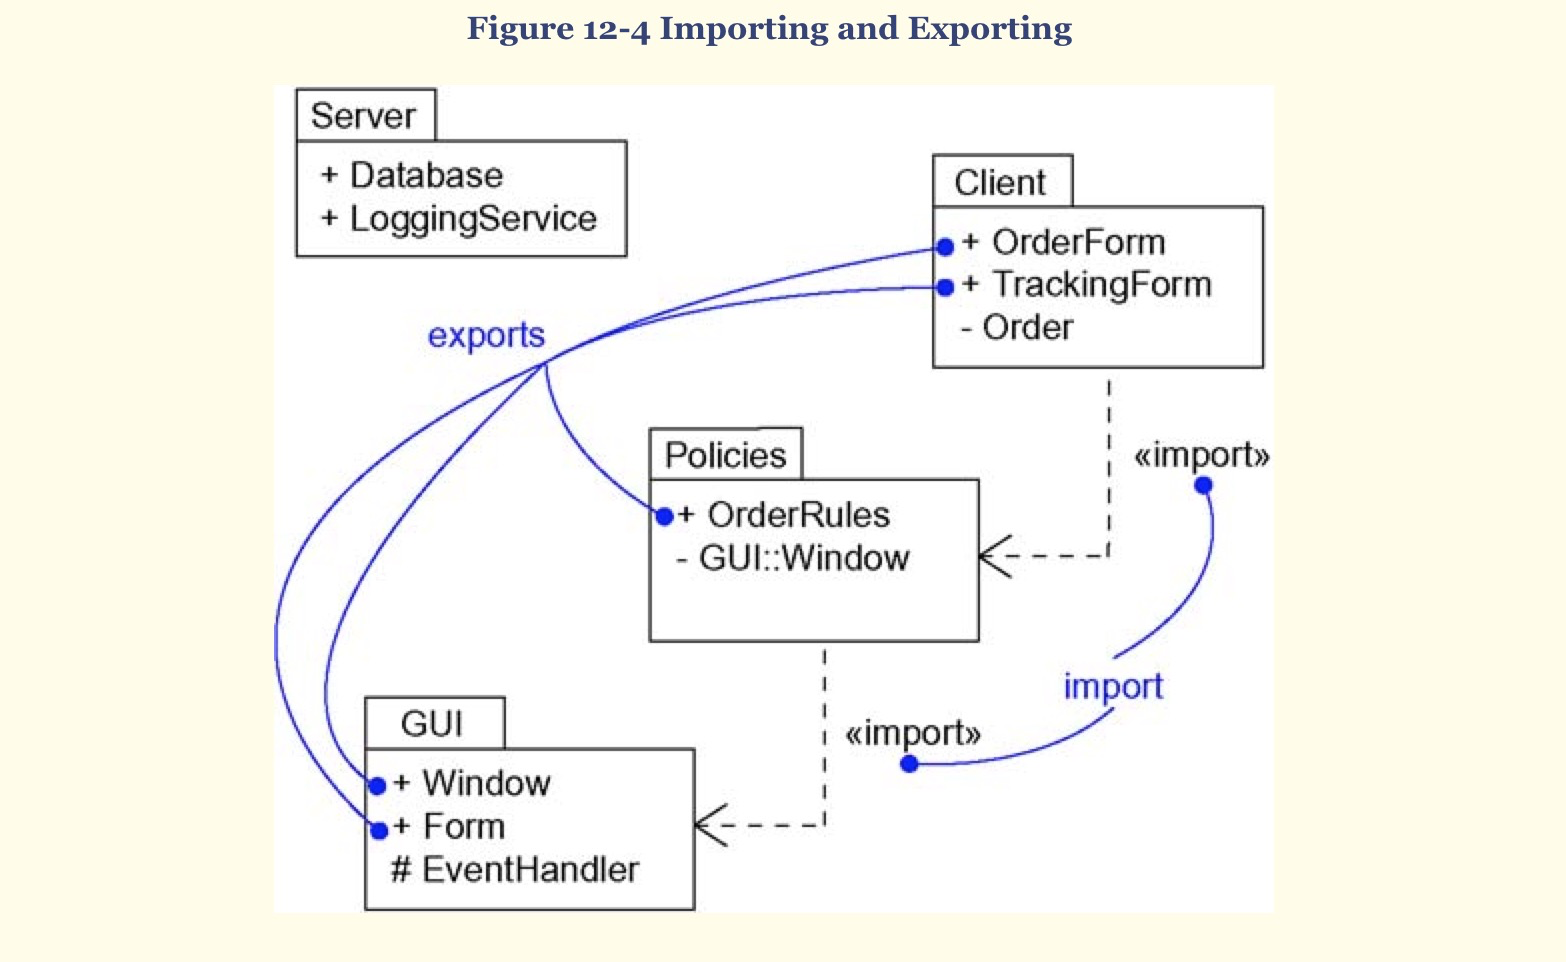 Figure 12-4 Importing and Exporting
Server
+ Database
+ LoggingService
Client
+ OrderForm
+ TrackingForm
- Order
exports
Policies
+ OrderRules
- GUI::Window
«import»
import
«import»
GUI
+ Window
+ Form
# EventHandler